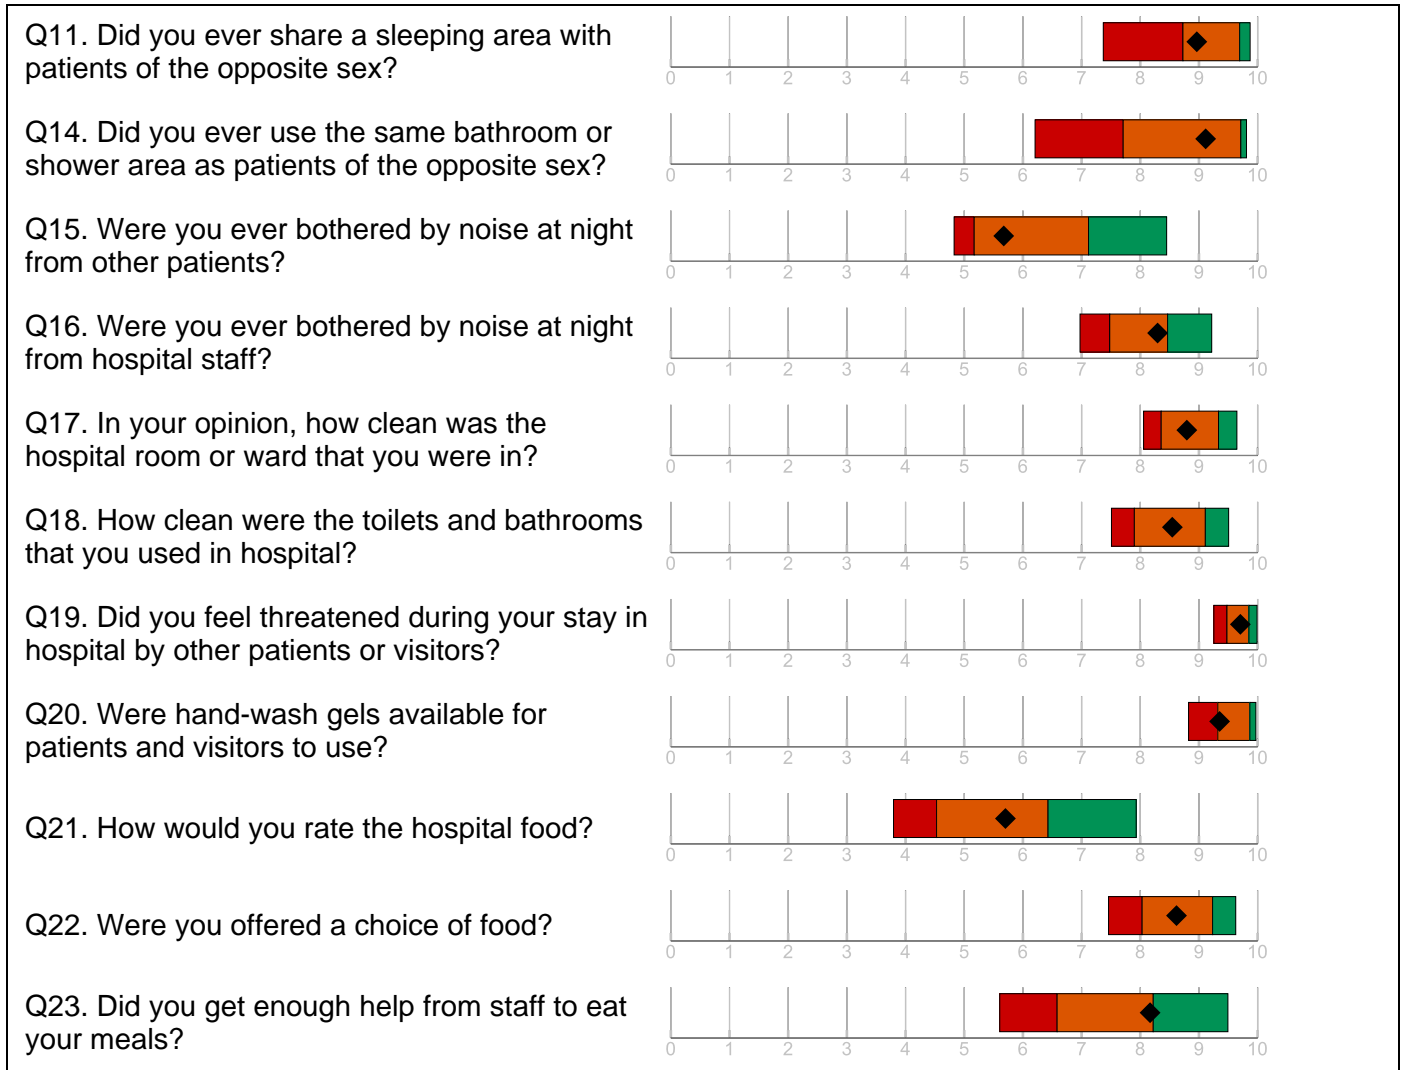 Q11. Did you ever share a sleeping area with
patients of the opposite sex?
0 1 2 3 4 5 6 7 8 9 10
Q14. Did you ever use the same bathroom or
shower area as patients of the opposite sex?
0 1 2 3 4 5 6 7 8 9 10
Q15. Were you ever bothered by noise at night
from other patients?
0 1 2 3 4 5 6 7 8 9 10
Q16. Were you ever bothered by noise at night
from hospital staff?
0 1 2 3 4 5 6 7 8 9 10
Q17. In your opinion, how clean was the
hospital room or ward that you were in?
0 1 2 3 4 5 6 7 8 9 10
Q18. How clean were the toilets and bathrooms
that you used in hospital?
0 1 2 3 4 5 6 7 8 9 10
Q19. Did you feel threatened during your stay in
hospital by other patients or visitors?
0 1 2 3 4 5 6 7 8 9 10
Q20. Were hand-wash gels available for
patients and visitors to use?
0 1 2 3 4 5 6 7 8 9 10
Q21. How would you rate the hospital food?
0 1 2 3 4 5 6 7 8 9 10
Q22. Were you offered a choice of food?
0 1 2 3 4 5 6 7 8 9 10
Q23. Did you get enough help from staff to eat
your meals?
0 1 2 3 4 5 6 7 8 9 10